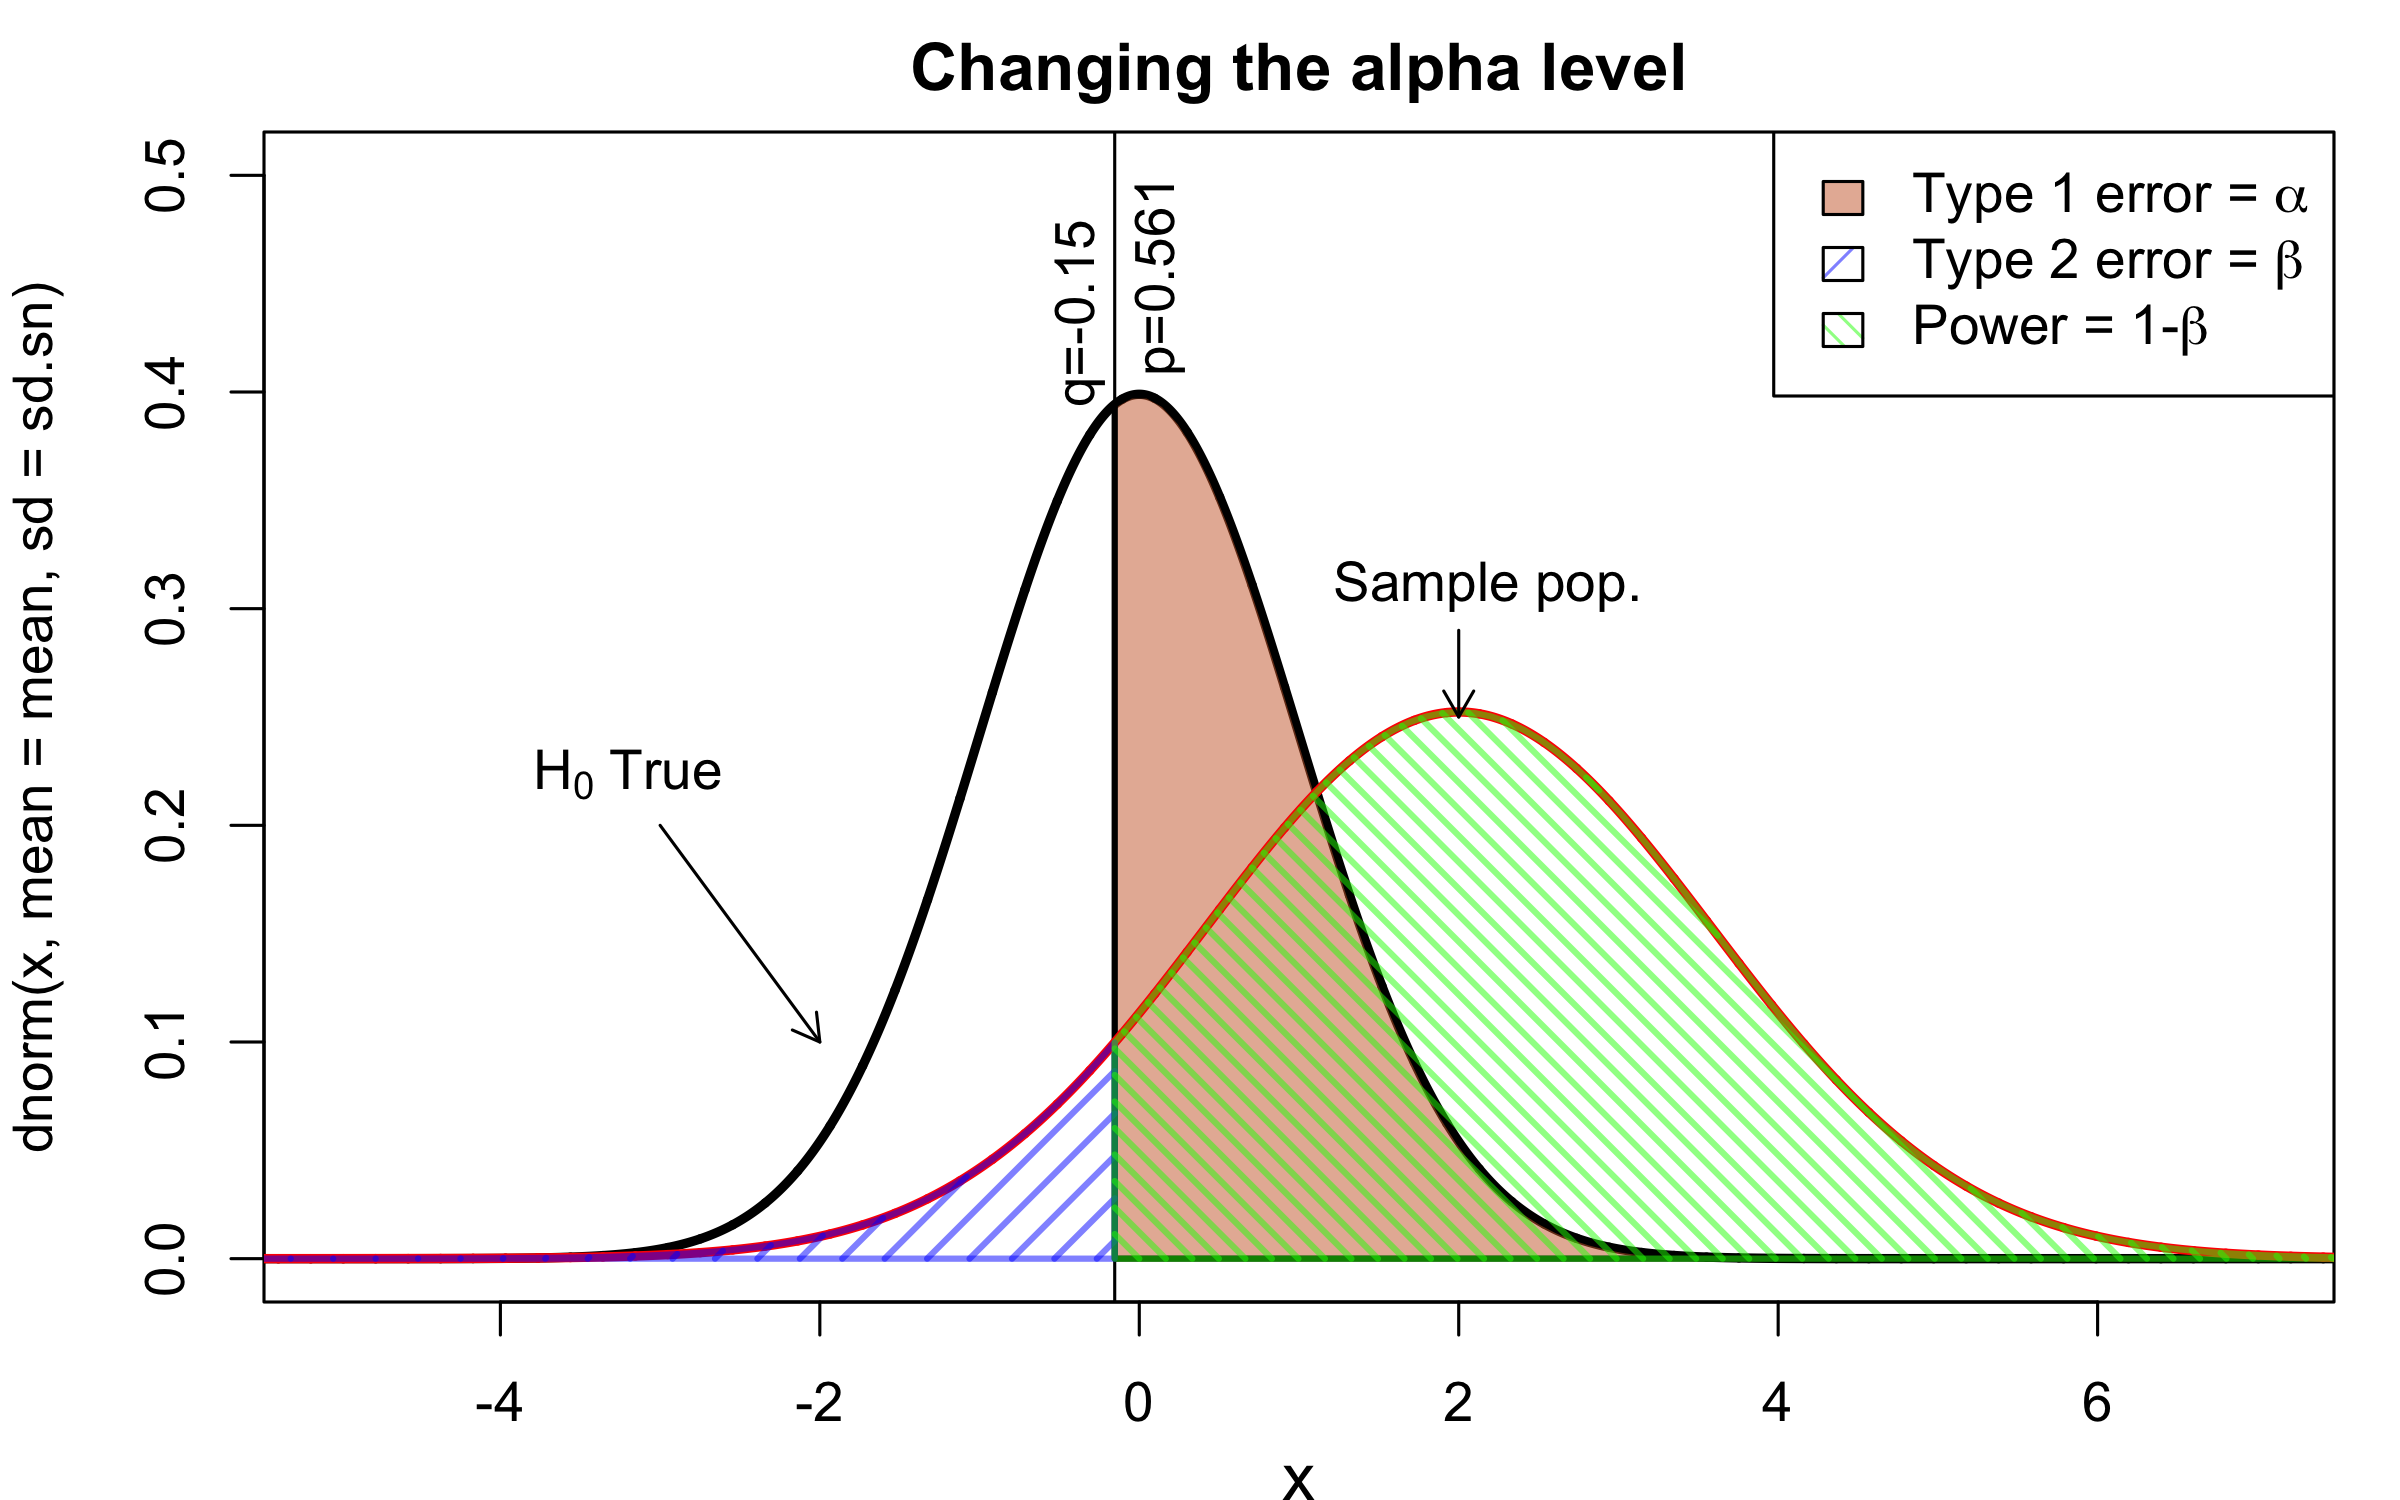 Changing the alpha level
dnorm(x, mean = mean, sd = sd.sn)
0.5
0.4
0.3
0.2
0.1
0.0
q=-0.15
p=0.561
Type 1 error = α
Type 2 error = β
Power = 1-β
Sample pop.
H₀ True
-4 -2 0 2 4 6
x